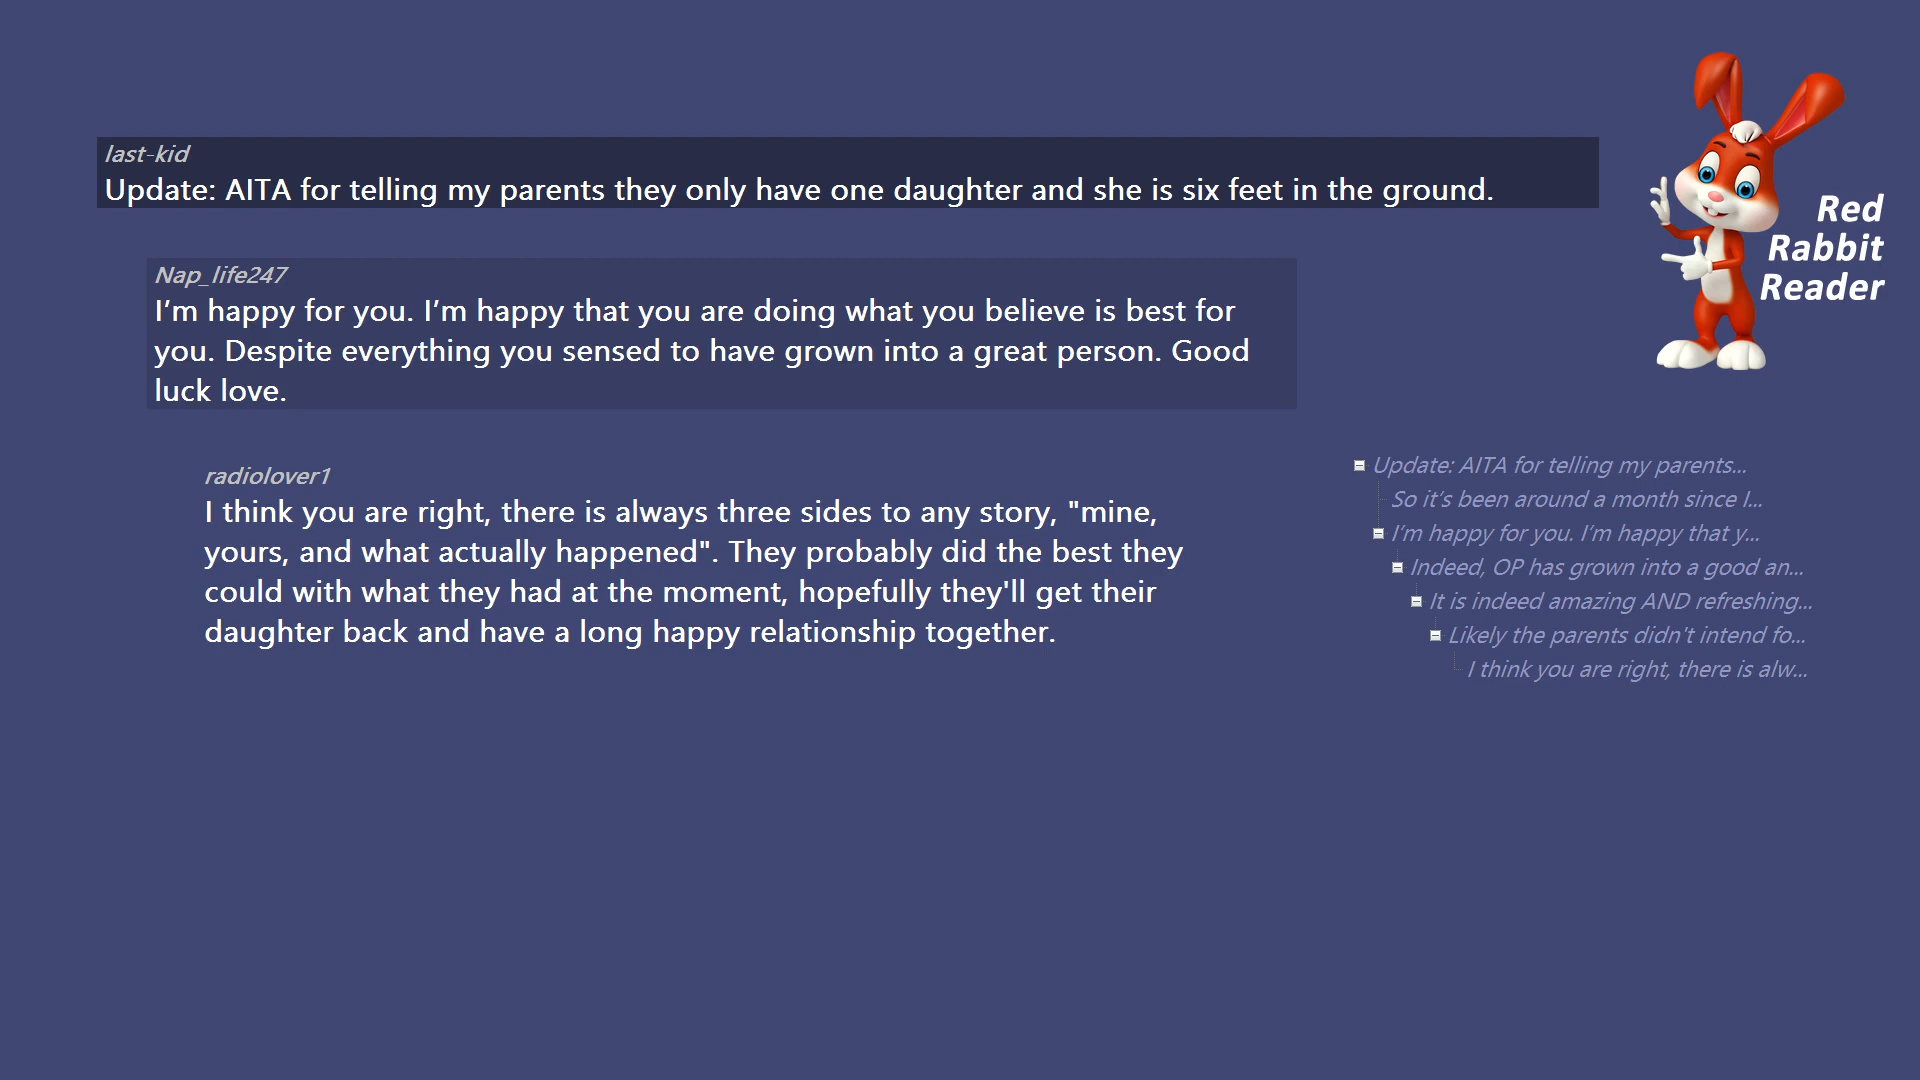 last-kid
Update: AITA for telling my parents they only have one daughter and she is six feet in the ground.
Nap_life247
I’m happy for you. I’m happy that you are doing what you believe is best for
you. Despite everything you sensed to have grown into a great person. Good
luck love.
radiolover1
I think you are right, there is always three sides to any story, "mine,
yours, and what actually happened". They probably did the best they
could with what they had at the moment, hopefully they'll get their
daughter back and have a long happy relationship together.
Red
Rabbit
Reader
Update: AITA for telling my parents...
So it’s been around a month since I...
I’m happy for you. I’m happy that y...
Indeed, OP has grown into a good an...
It is indeed amazing AND refreshing...
Likely the parents didn't intend fo...
I think you are right, there is alw...